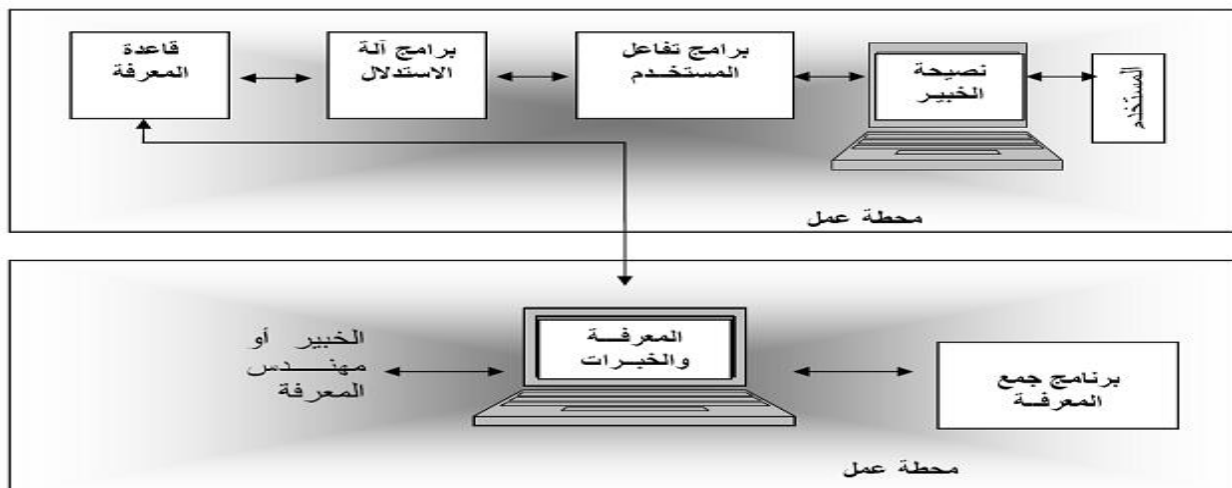 المستخدم
نصيحة
الخبير
برامج تفاعل
المستخدم
برامج آلة
الاستدلال
قاعدة
المعرفة
محطة عمل
الخبير أو
مهندس
المعرفة
المعرفة
والخبرات
برنامج جمع
المعرفة
محطة عمل